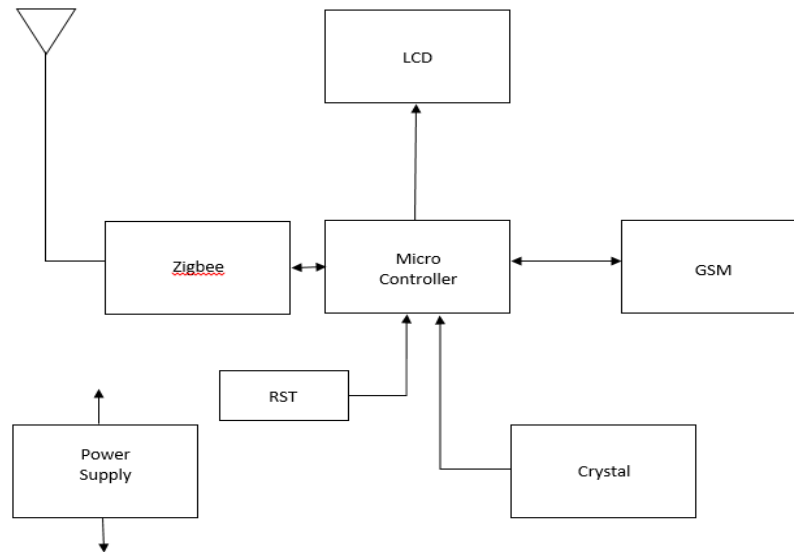 LCD
Zigbee
Micro
Controller
GSM
RST
Power
Supply
Crystal